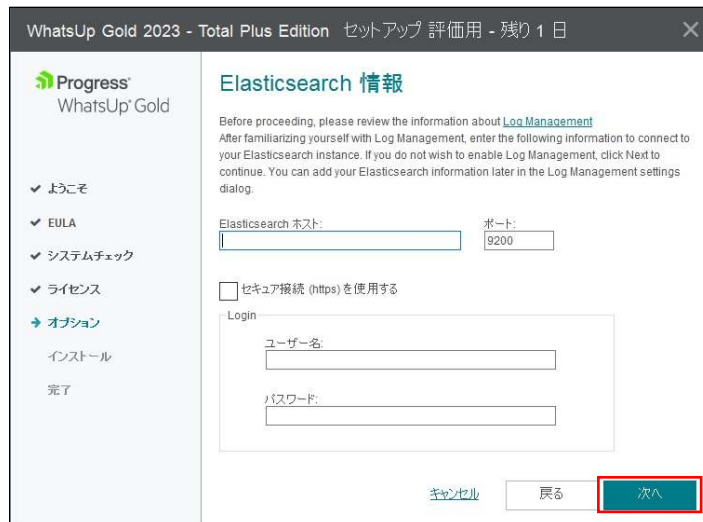 WhatsUp Gold 2023 - Total Plus Edition セットアップ 評価用 - 残り 1 日
Progress
WhatsUp Gold
✔ ようこそ
✔ EULA
✔ システムチェック
✔ ライセンス
→ オプション
インストール
完了
Elasticsearch 情報
Before proceeding, please review the information about Log Management
After familiarizing yourself with Log Management, enter the following information to connect to
your Elasticsearch instance. If you do not wish to enable Log Management, click Next to
continue. You can add your Elasticsearch information later in the Log Management settings
dialog.
Elasticsearch ホスト: ポート:
9200
セキュア接続 (https) を使用する
Login
ユーザー名:
パスワード:
キャンセル 戻る 次へ